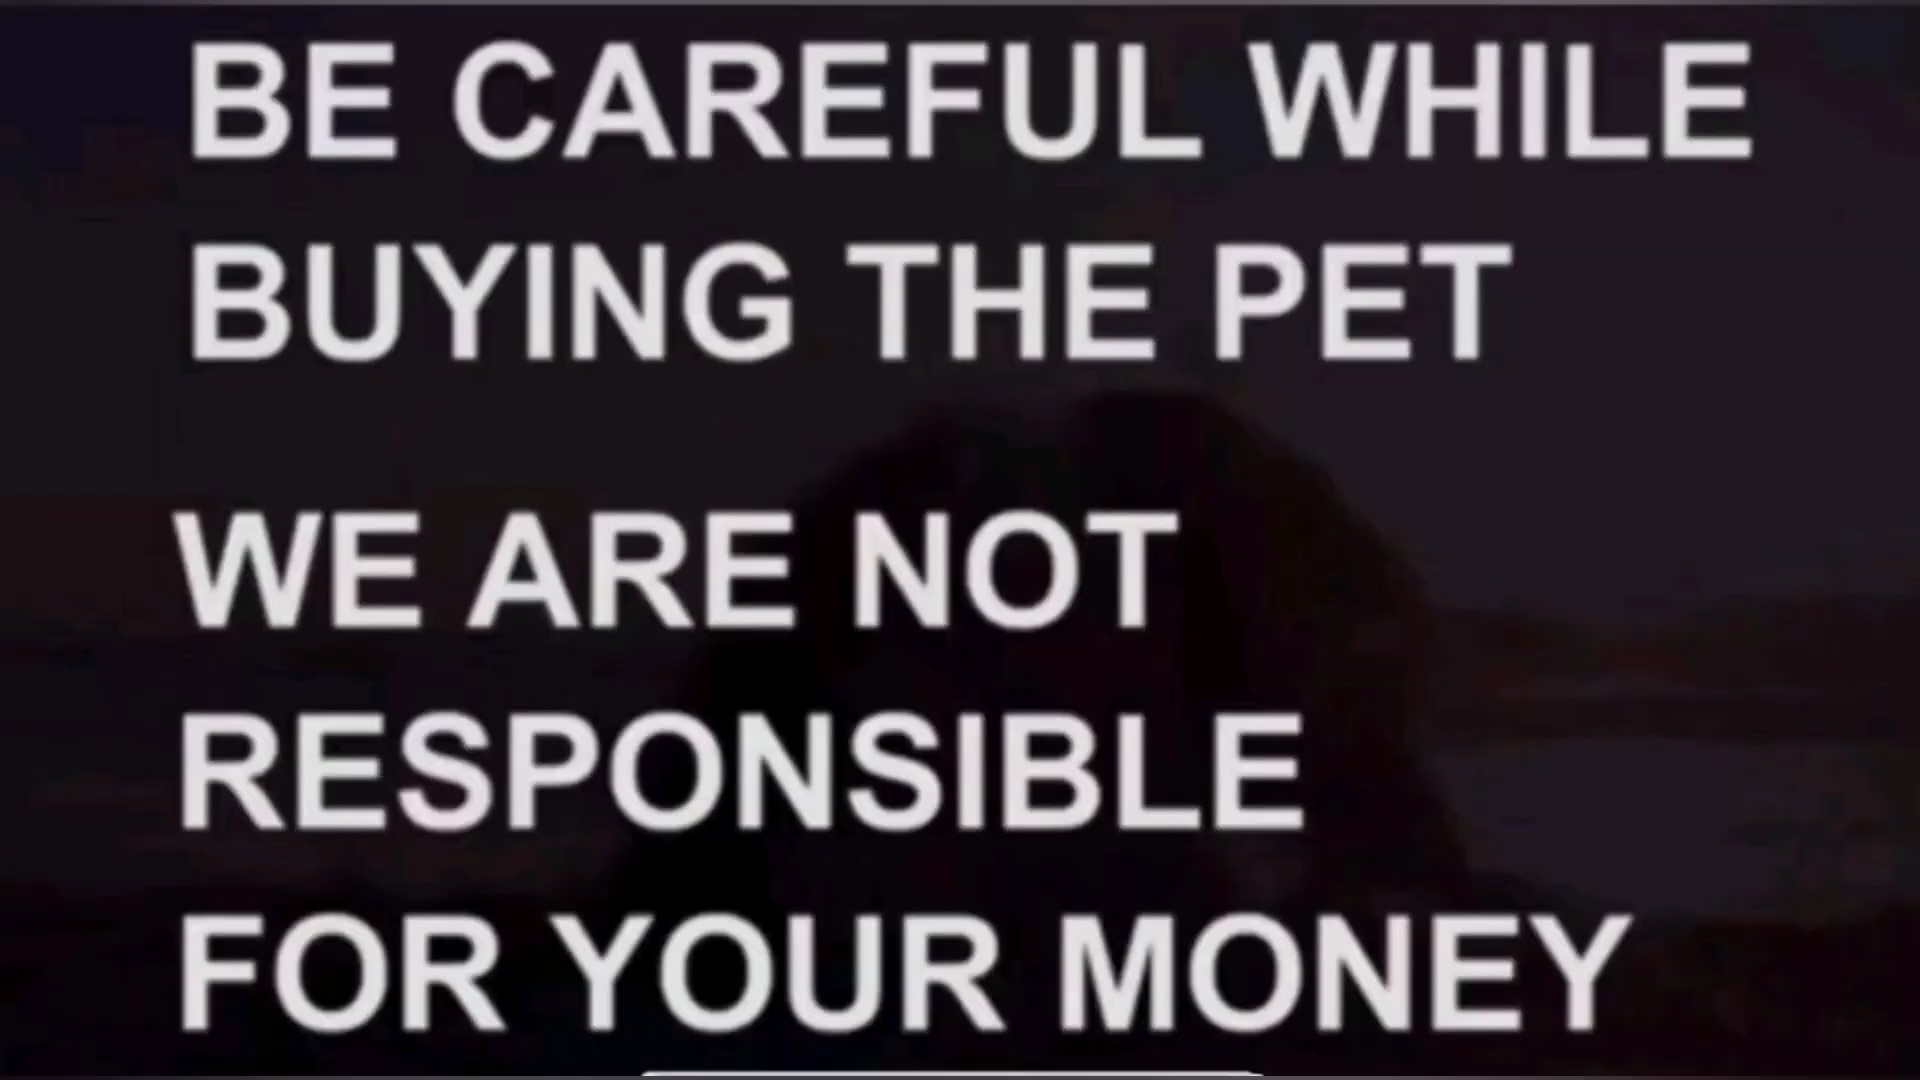 BE CAREFUL WHILE
BUYING THE PET
WE ARE NOT
RESPONSIBLE
FOR YOUR MONEY